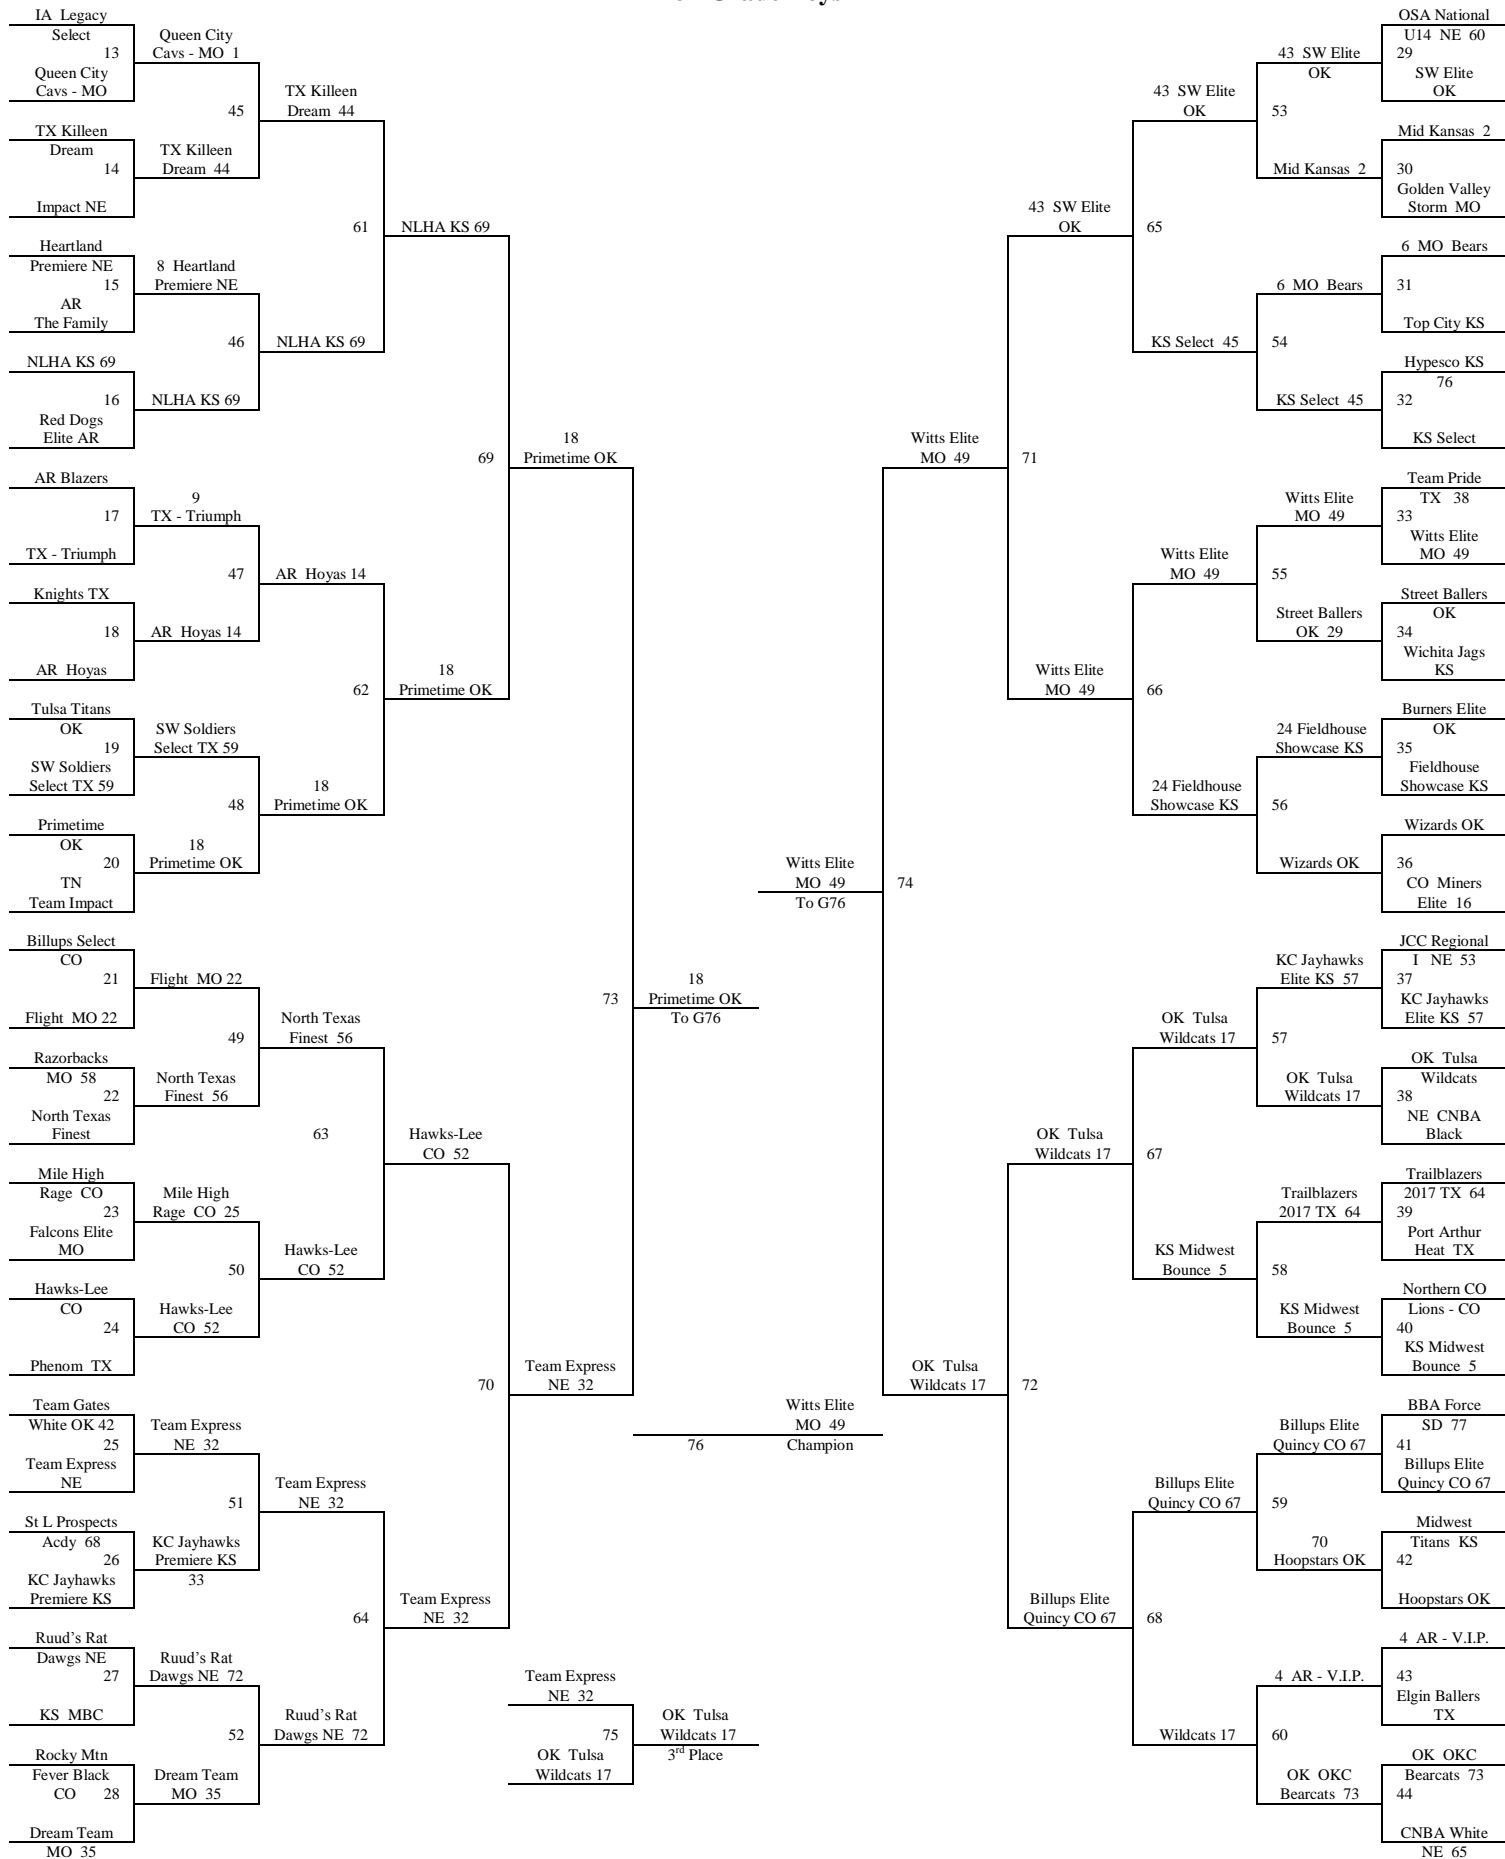 IA Legacy
Select
13
Queen City
Cavs - MO
TX Killeen
Dream
14
Impact NE
Heartland
Premiere NE
15
AR
The Family
NLHA KS 69
16
Red Dogs
Elite AR
AR Blazers
17
TX - Triumph
Knights TX
18
AR Hoyas
Tulsa Titans
OK
19
SW Soldiers
Select TX 59
Primetime
OK
20
TN
Team Impact
Billups Select
CO
21
Flight MO 22
Razorbacks
MO 58
22
North Texas
Finest
Mile High
Rage CO
23
Falcons Elite
MO
Hawks-Lee
CO
24
Phenom TX
Team Gates
White OK 42
25
Team Express
NE
St L Prospects
Acdy 68
26
KC Jayhawks
Premiere KS
Ruud's Rat
Dawgs NE
27
KS MBC
Rocky Mtn
Fever Black
CO 28
Dream Team
MO 35
Queen City
Cavs - MO 1
45
TX Killeen
Dream 44
8 Heartland
Premiere NE
46
NLHA KS 69
9
TX - Triumph
47
AR Hoyas 14
SW Soldiers
Select TX 59
48
18
Primetime OK
Flight MO 22
49
North Texas
Finest 56
Mile High
Rage CO 25
50
Hawks-Lee
CO 52
Team Express
NE 32
51
KC Jayhawks
Premiere KS
33
Ruud's Rat
Dawgs NE 72
52
Dream Team
MO 35
TX Killeen
Dream 44
61
NLHA KS 69
AR Hoyas 14
62
18
Primetime OK
North Texas
Finest 56
63
Hawks-Lee
CO 52
Team Express
NE 32
64
Ruud's Rat
Dawgs NE 72
NLHA KS 69
69
18
Primetime OK
Hawks-Lee
CO 52
70
Team Express
NE 32
18
Primetime OK
73
Team Express
NE 32
18
Primetime OK
To G76
Team Express
NE 32
75
OK Tulsa
Wildcats 17
OK Tulsa
Wildcats 17
3rd Place
76
Witts Elite
MO 49
Champion
Witts Elite
MO 49
To G76
74
Witts Elite
MO 49
71
OK Tulsa
Wildcats 17
72
43 SW Elite
OK
65
Witts Elite
MO 49
66
OK Tulsa
Wildcats 17
67
Billups Elite
Quincy CO 67
68
43 SW Elite
OK
53
KS Select 45
54
Witts Elite
MO 49
55
24 Fieldhouse
Showcase KS
56
OK Tulsa
Wildcats 17
57
KS Midwest
Bounce 5
58
Billups Elite
Quincy CO 67
59
Wildcats 17
60
43 SW Elite
OK
Mid Kansas 2
6 MO Bears
KS Select 45
Witts Elite
MO 49
Street Ballers
OK 29
24 Fieldhouse
Showcase KS
Wizards OK
KC Jayhawks
Elite KS 57
OK Tulsa
Wildcats 17
Trailblazers
2017 TX 64
KS Midwest
Bounce 5
Billups Elite
Quincy CO 67
70
Hoopstars OK
4 AR - V.I.P.
OK OKC
Bearcats 73
OSA National
U14 NE 60
29
SW Elite
OK
Mid Kansas 2
30
Golden Valley
Storm MO
6 MO Bears
31
Top City KS
Hypesco KS
76
32
KS Select
Team Pride
TX 38
33
Witts Elite
MO 49
Street Ballers
OK
34
Wichita Jags
KS
Burners Elite
OK
35
Fieldhouse
Showcase KS
Wizards OK
36
CO Miners
Elite 16
JCC Regional
I NE 53
37
KC Jayhawks
Elite KS 57
OK Tulsa
Wildcats
38
NE CNBA
Black
Trailblazers
2017 TX 64
39
Port Arthur
Heat TX
Northern CO
Lions - CO
40
KS Midwest
Bounce 5
BBA Force
SD 77
41
Billups Elite
Quincy CO 67
Midwest
Titans KS
42
Hoopstars OK
4 AR - V.I.P.
43
Elgin Ballers
TX
OK OKC
Bearcats 73
44
CNBA White
NE 65